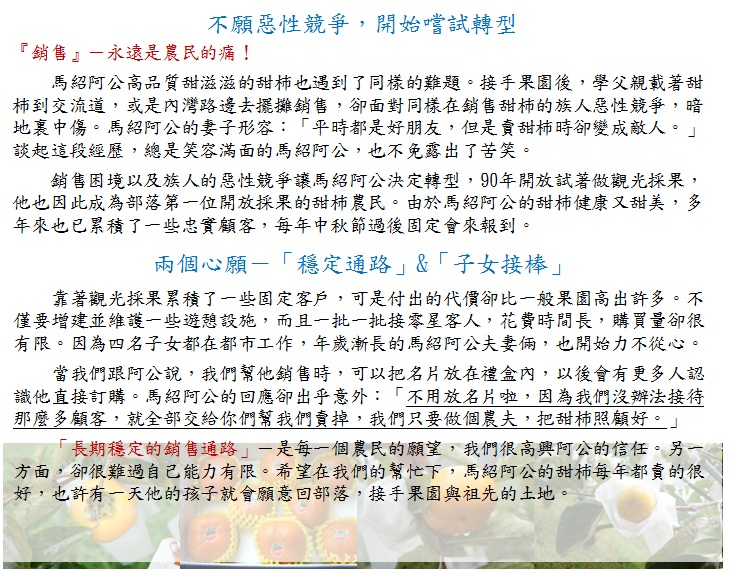 不願惡性競爭，開始嚐試轉型
『銷售』－永遠是農民的痛！
馬紹阿公高品質甜滋滋的甜柿也遇到了同樣的難題。接手果園後，學父親載著甜
柿到交流道，或是內灣路邊去擺攤銷售，卻面對同樣在銷售甜柿的族人惡性競爭，暗
地裏中傷。馬紹阿公的妻子形容：「平時都是好朋友，但是賣甜柿時卻變成敵人。」
談起這段經歷，總是笑容滿面的馬紹阿公，也不免露出了苦笑。
銷售困境以及族人的惡性競爭讓馬紹阿公決定轉型，90年開放試著做觀光採果，
他也因此成為部落第一位開放採果的甜柿農民。由於馬紹阿公的甜柿健康又甜美，多
年來也已累積了一些忠實顧客，每年中秋節過後固定會來報到。
兩個心願－「穩定通路」&「子女接棒」
靠著觀光採果累積了一些固定客戶，可是付出的代價卻比一般果園高出許多。不
僅要增建並維護一些遊憩設施，而且一批一批接零星客人，花費時間長，購買量卻很
有限。因為四名子女都在都市工作，年歲漸長的馬紹阿公夫妻倆，也開始力不從心。
當我們跟阿公說，我們幫他銷售時，可以把名片放在禮盒內，以後會有更多人認
識他直接訂購。馬紹阿公的回應卻出乎意外：「不用放名片啦，因為我們沒辦法接待
那麼多顧客，就全部交給你們幫我們賣掉，我們只要做個農夫，把甜柿照顧好。」
「長期穩定的銷售通路」－是每一個農民的願望，我們很高興阿公的信任。另一
方面，卻很難過自己能力有限。希望在我們的幫忙下，馬紹阿公的甜柿每年都賣的很
好，也許有一天他的孩子就會願意回部落，接手果園與祖先的土地。